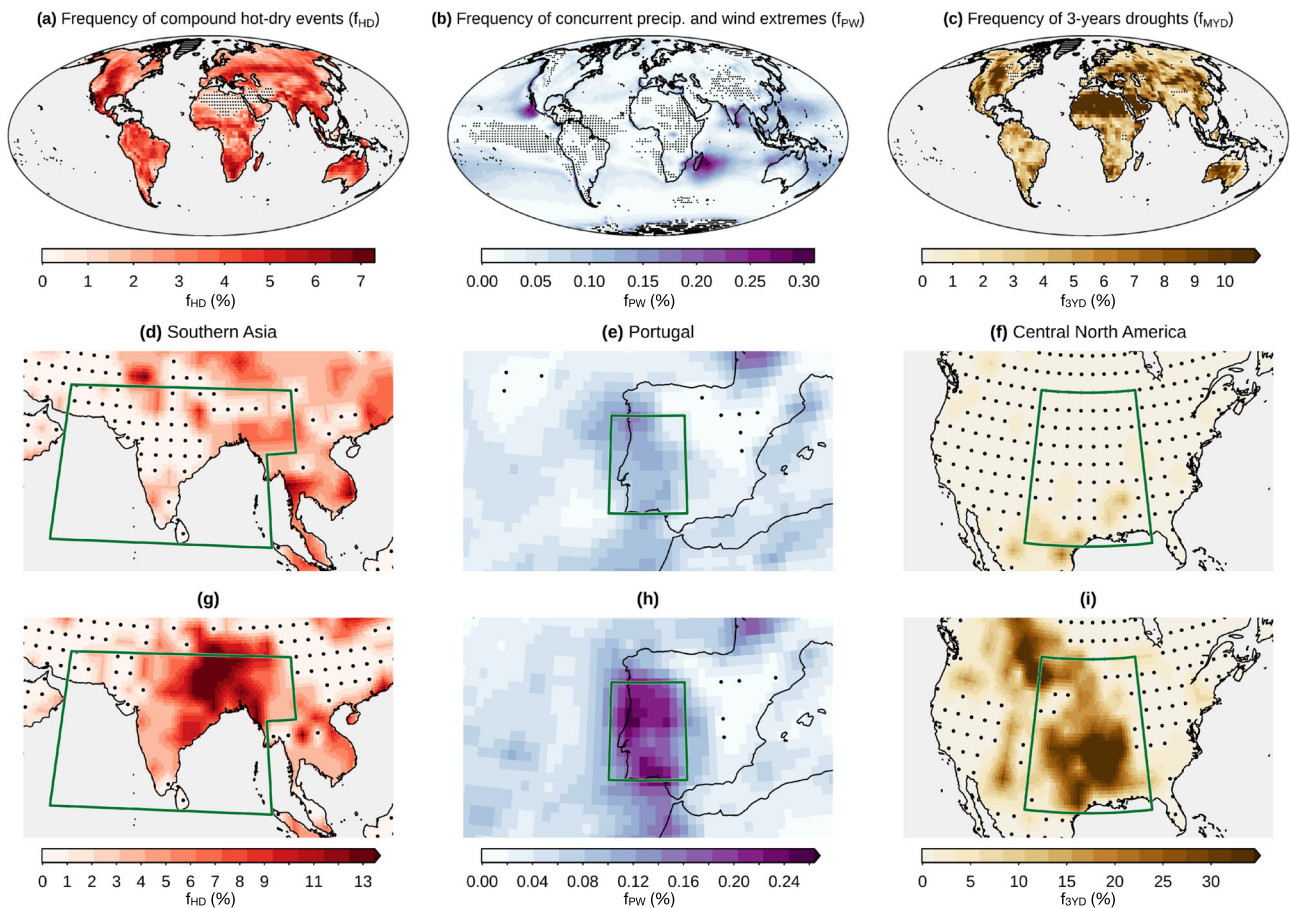 (a) Frequency of compound hot-dry events (fHD)
(b) Frequency of concurrent precip. and wind extremes (fPW)
(c) Frequency of 3-years droughts (fMYD)
0 1 2 3 4 5 6 7
fHD (%)
0.00 0.05 0.10 0.15 0.20 0.25 0.30
fPW (%)
0 1 2 3 4 5 6 7 8 9 10
f3YD (%)
(d) Southern Asia
(e) Portugal
(f) Central North America
(g)
(h)
(i)
0 1 2 3 4 5 6 7 8 9 11 13
fHD (%)
0.00 0.04 0.08 0.12 0.16 0.20 0.24
fPW (%)
0 5 10 15 20 25 30
f3YD (%)